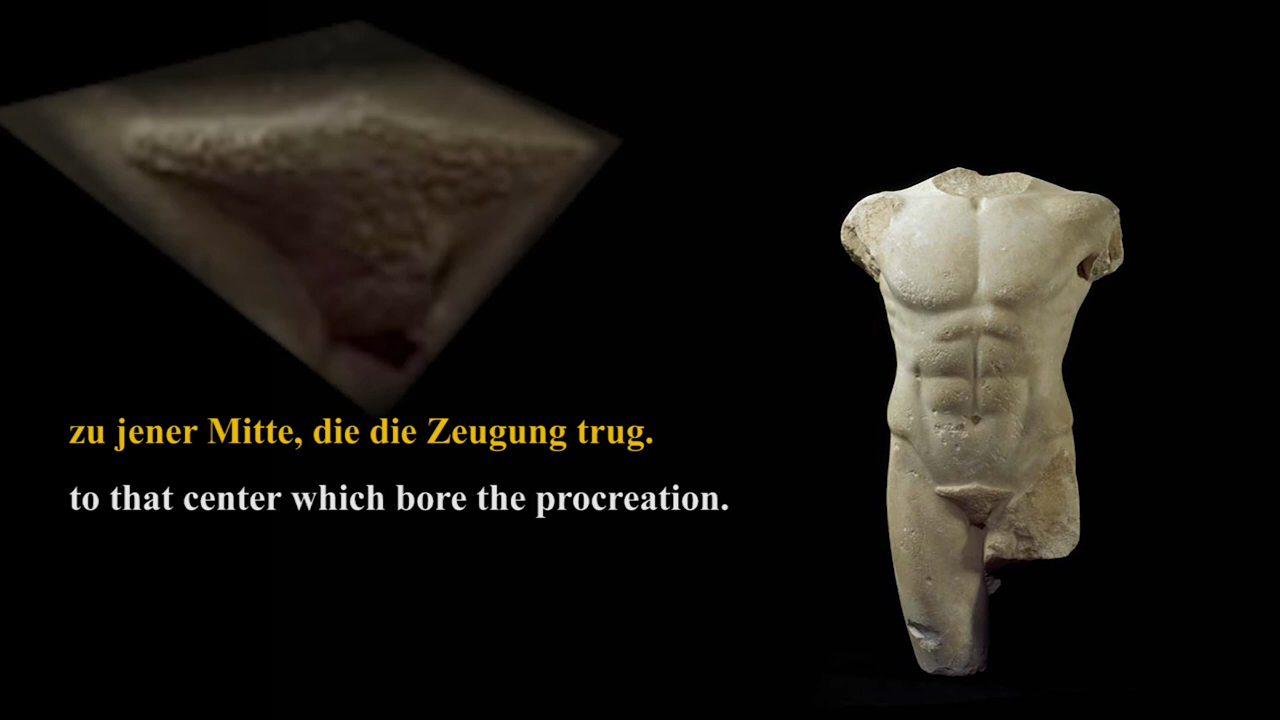 zu jener Mitte, die die Zeugung trug.
to that center which bore the procreation.